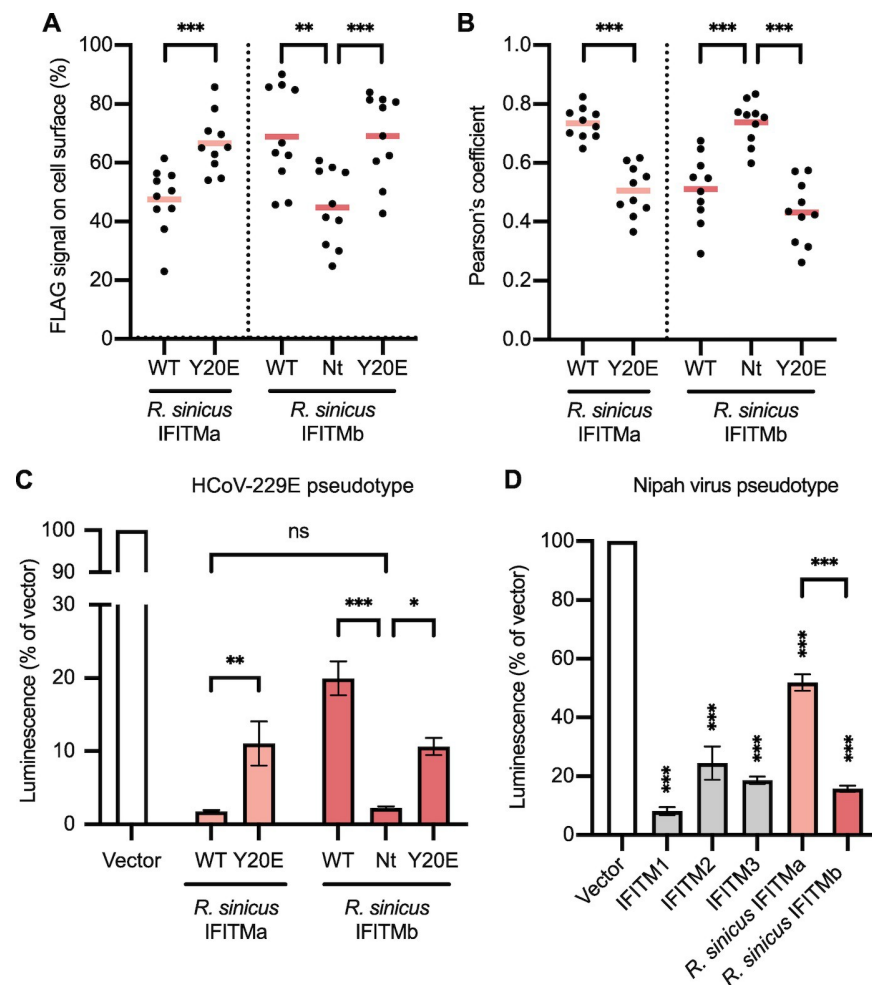 A
FLAG signal on cell surface (%)
100
80
60
40
20
0
***
**
***
WT Y20E WT Nt Y20E
R. sinicus IFITMa
R. sinicus IFITMb
B
Pearson's coefficient
1.0
0.8
0.6
0.4
0.2
0.0
***
***
***
WT Y20E WT Nt Y20E
R. sinicus IFITMa
R. sinicus IFITMb
C
HCoV-229E pseudotype
Luminescence (% of vector)
100
90
30
20
10
0
ns
**
***
*
Vector WT Y20E WT Nt Y20E
R. sinicus IFITMa
R. sinicus IFITMb
D
Nipah virus pseudotype
Luminescence (% of vector)
100
80
60
40
20
0
***
***
***
***
***
***
Vector
IFITM1
IFITM2
IFITM3
R. sinicus IFITMa
R. sinicus IFITMb